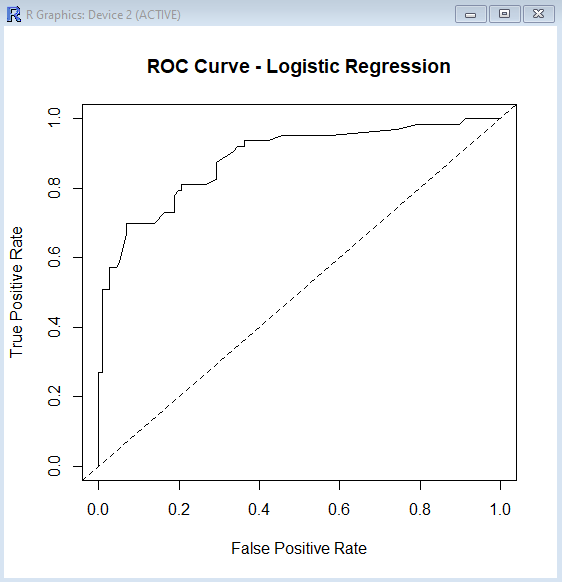 R Graphics: Device 2 (ACTIVE)
ROC Curve - Logistic Regression
True Positive Rate
1.0
0.8
0.6
0.4
0.2
0.0
0.0 0.2 0.4 0.6 0.8 1.0
False Positive Rate